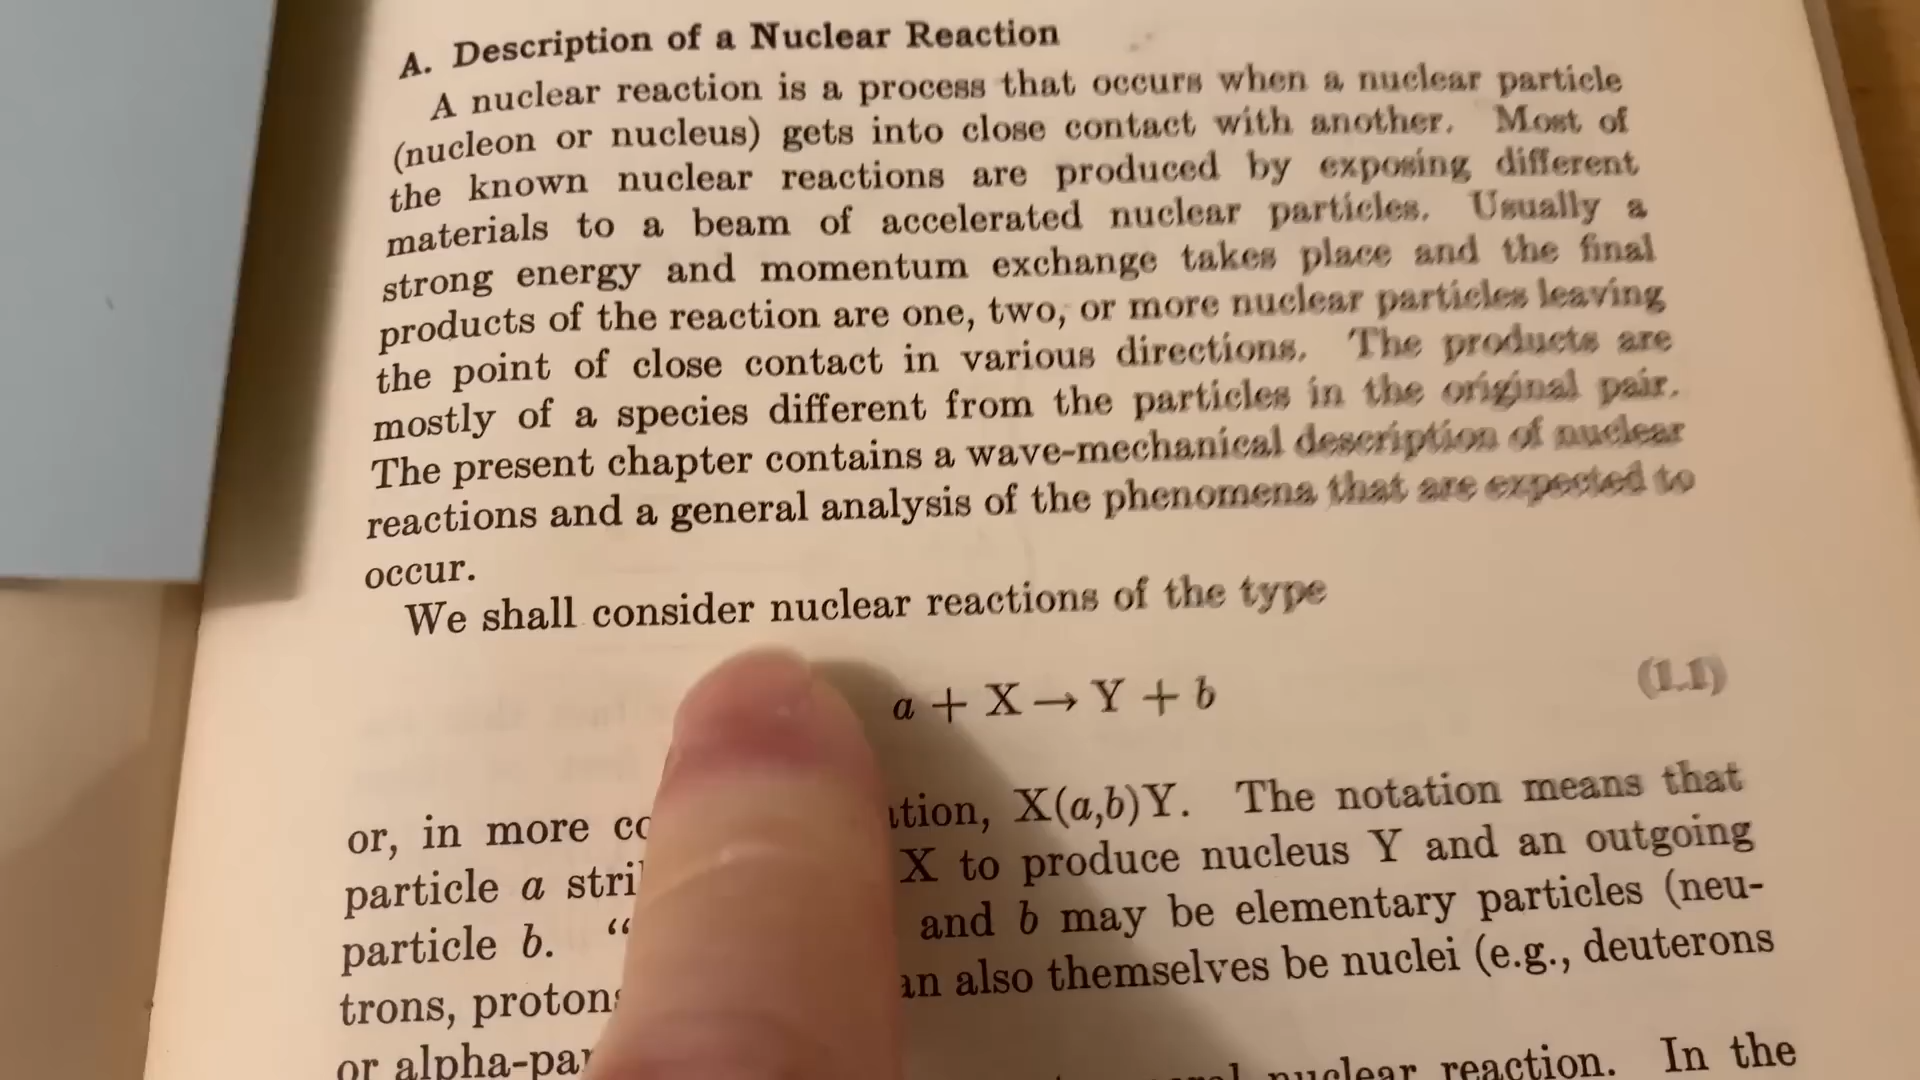 A. Description of a Nuclear Reaction
A nuclear reaction is a process that occurs when a nuclear particle
(nucleon or nucleus) gets into close contact with another. Most of
the known nuclear reactions are produced by exposing different
materials to a beam of accelerated nuclear particles. Usually a
strong energy and momentum exchange takes place and the final
products of the reaction are one, two, or more nuclear particles leaving
the point of close contact in various directions. The products are
mostly of a species different from the particles in the original pair.
The present chapter contains a wave-mechanical description of nuclear
reactions and a general analysis of the phenomena that are expected to
occur.
We shall consider nuclear reactions of the type
a + X → Y + b (1.1)
or, in more X(a,b)Y. The notation means that
particle a X to produce nucleus Y and an outgoing
particle b. “ and b may be elementary particles (neu-
trons, protons also themselves be nuclei (e.g., deuterons
or nuclear reaction. In the